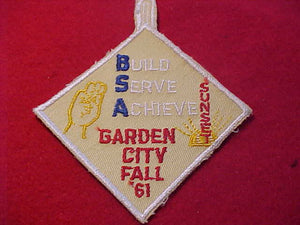 BUILD
SERVE
ACHIEVE
SUNSET
GARDEN
CITY
FALL
'61